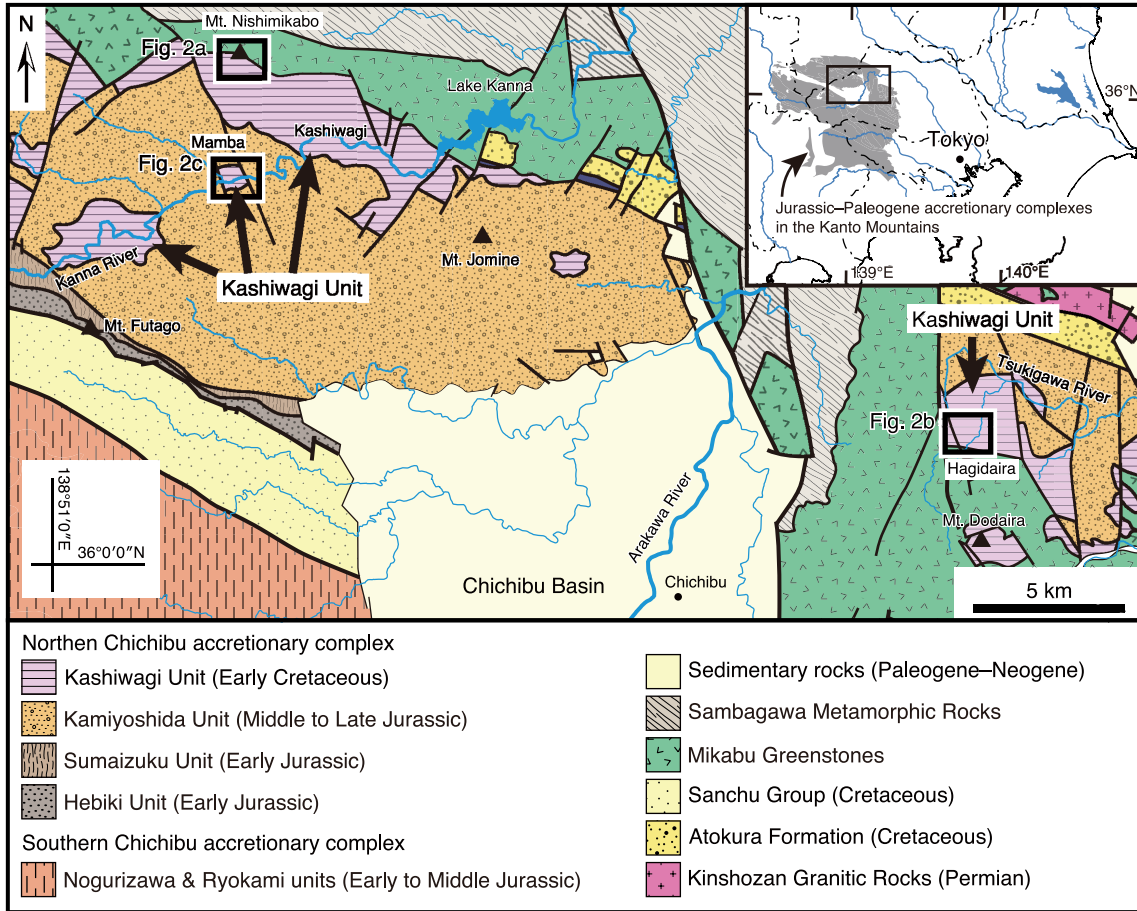 N
Mt. Nishimikabo
Fig. 2a
Lake Kanna
Kashiwagi
Mamba
Fig. 2c
Kanna River
Mt. Jomine
Kashiwagi Unit
Mt. Futago
36°N
Tokyo
Jurassic–Paleogene accretionary complexes
in the Kanto Mountains
139°E
140°E
Kashiwagi Unit
Tsukigawa River
Fig. 2b
Hagidaira
Mt. Dodaira
Arakawa River
138°51′0″E
36°0′0″N
Chichibu Basin
Chichibu
5 km
Northen Chichibu accretionary complex
Kashiwagi Unit (Early Cretaceous)
Kamiyoshida Unit (Middle to Late Jurassic)
Sumaizuku Unit (Early Jurassic)
Hebiki Unit (Early Jurassic)
Southern Chichibu accretionary complex
Nogurizawa & Ryokami units (Early to Middle Jurassic)
Sedimentary rocks (Paleogene–Neogene)
Sambagawa Metamorphic Rocks
Mikabu Greenstones
Sanchu Group (Cretaceous)
Atokura Formation (Cretaceous)
Kinshozan Granitic Rocks (Permian)